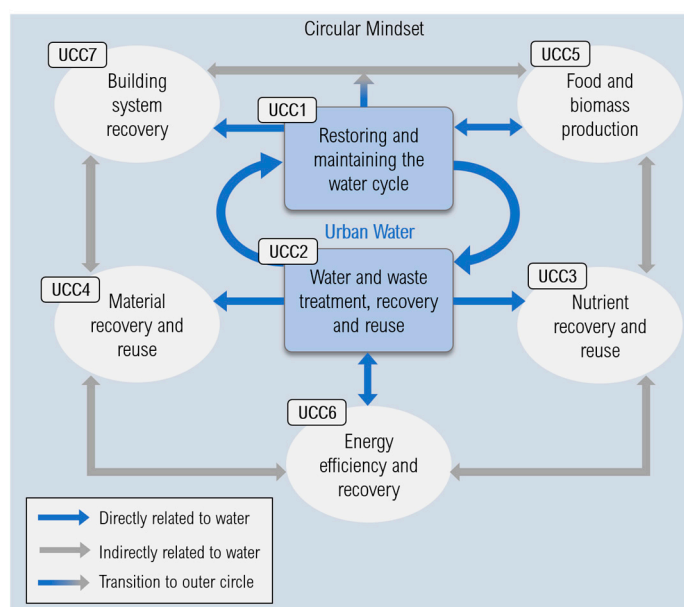 Circular Mindset
UCC7
Building
system
recovery
UCC5
Food and
biomass
production
UCC1
Restoring and
maintaining the
water cycle
Urban Water
UCC2
Water and waste
treatment, recovery
and reuse
UCC4
Material
recovery and
reuse
UCC3
Nutrient
recovery and
reuse
UCC6
Energy
efficiency and
recovery
Directly related to water
Indirectly related to water
Transition to outer circle